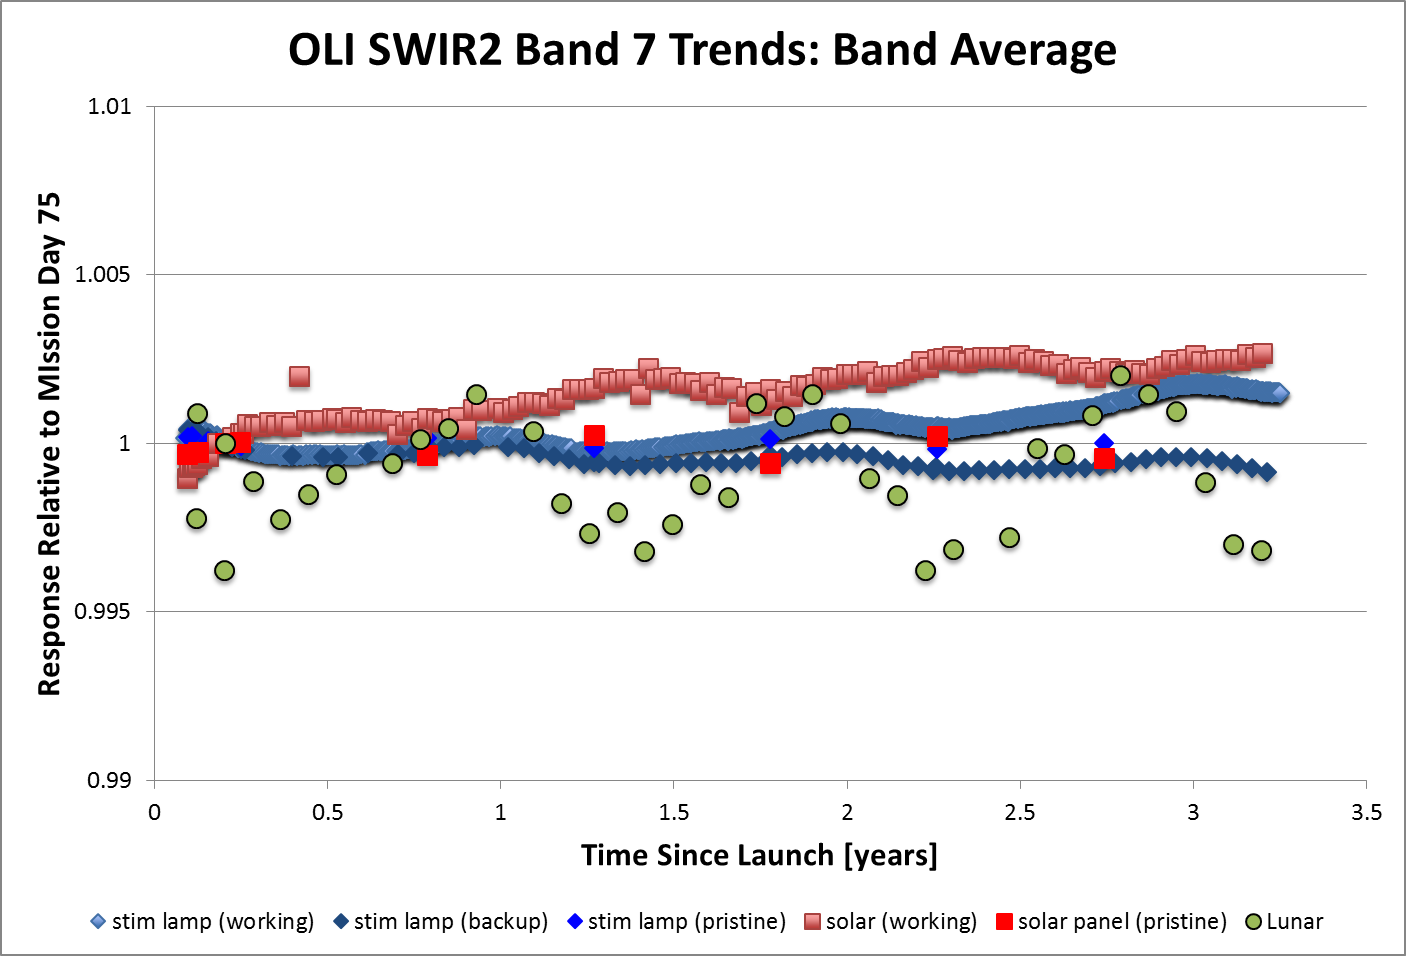 OLI SWIR2 Band 7 Trends: Band Average
1.01
1.005
1
0.995
0.99
Response Relative to MIssion Day 75
0 0.5 1 1.5 2 2.5 3 3.5
Time Since Launch [years]
stim lamp (working) stim lamp (backup) stim lamp (pristine) solar (working) solar panel (pristine) Lunar